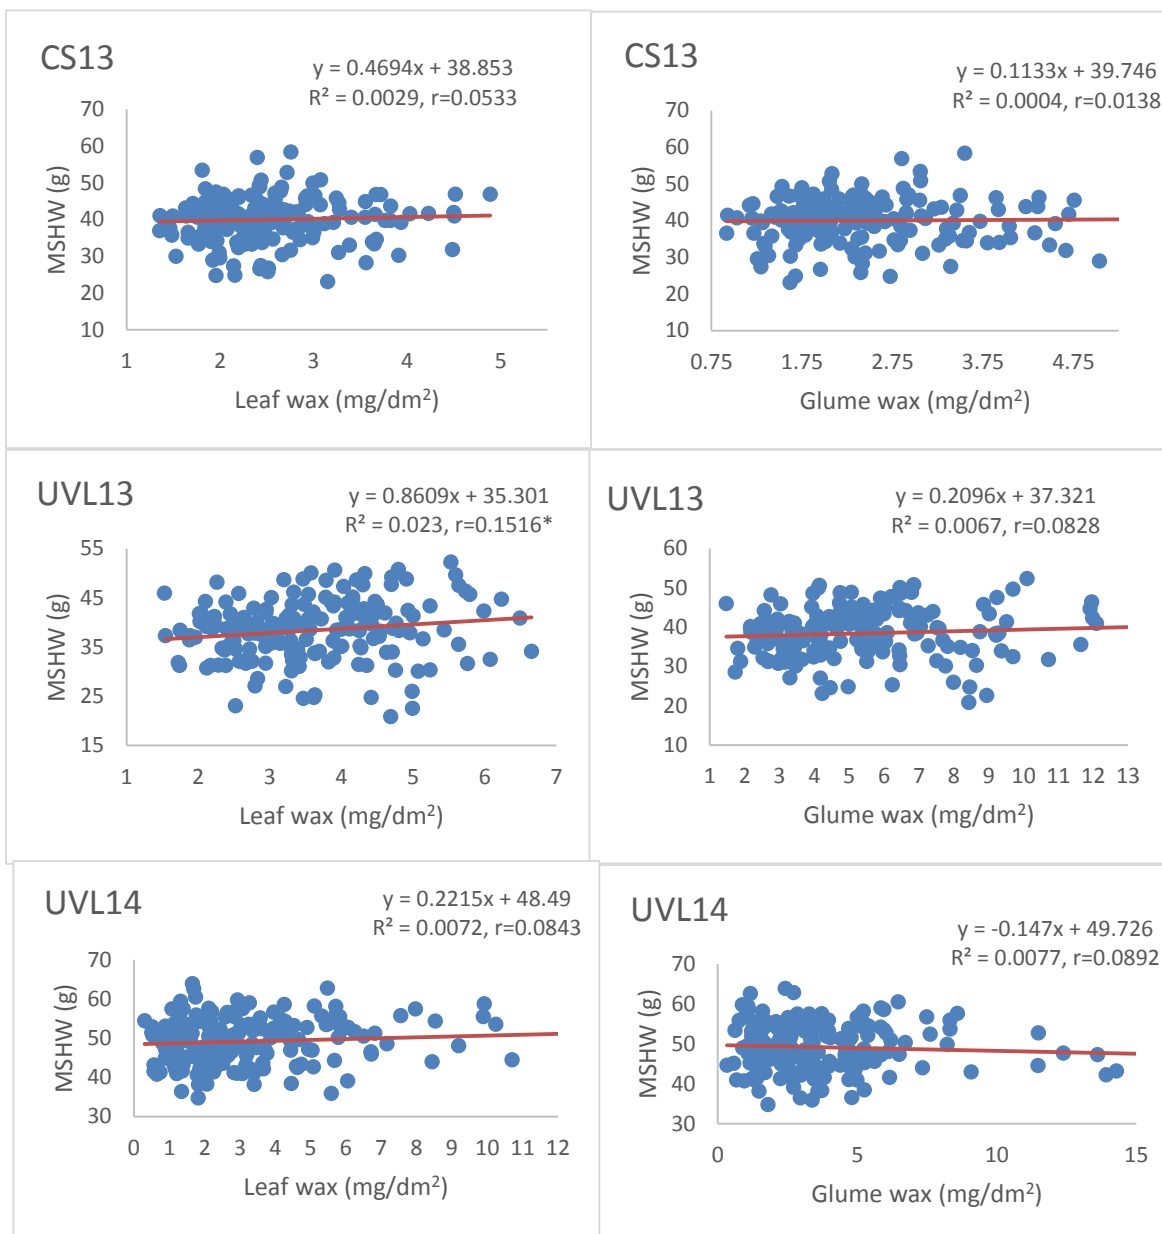 CS13
y = 0.4694x + 38.853
R² = 0.0029, r=0.0533
MSHW (g)
70
60
50
40
30
20
10
1 2 3 4 5
Leaf wax (mg/dm²)
CS13
y = 0.1133x + 39.746
R² = 0.0004, r=0.0138
MSHW (g)
70
60
50
40
30
20
10
0.75 1.75 2.75 3.75 4.75
Glume wax (mg/dm²)
UVL13
y = 0.8609x + 35.301
R² = 0.023, r=0.1516*
MSHW (g)
55
45
35
25
15
1 2 3 4 5 6 7
Leaf wax (mg/dm²)
UVL13
y = 0.2096x + 37.321
R² = 0.0067, r=0.0828
MSHW (g)
60
50
40
30
20
10
1 2 3 4 5 6 7 8 9 10 11 12 13
Glume wax (mg/dm²)
UVL14
y = 0.2215x + 48.49
R² = 0.0072, r=0.0843
MSHW (g)
70
60
50
40
30
0 1 2 3 4 5 6 7 8 9 10 11 12
Leaf wax (mg/dm²)
UVL14
y = -0.147x + 49.726
R² = 0.0077, r=0.0892
MSHW (g)
70
60
50
40
30
0 5 10 15
Glume wax (mg/dm²)